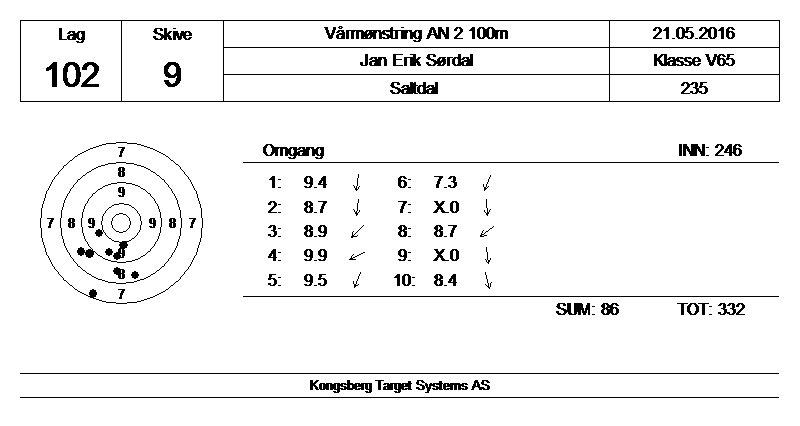 Lag Skive Vårmønstring AN 2 100m 21.05.2016
102 9 Jan Erik Sørdal Klasse V65
Saltdal 235
Omgang INN: 246
1: 9.4 6: 7.3
2: 8.7 7: X.0
3: 8.9 8: 8.7
4: 9.9 9: X.0
5: 9.5 10: 8.4
SUM: 86 TOT: 332
7
8
9
7 8 9 9 8 7
9
8
7
Kongsberg Target Systems AS